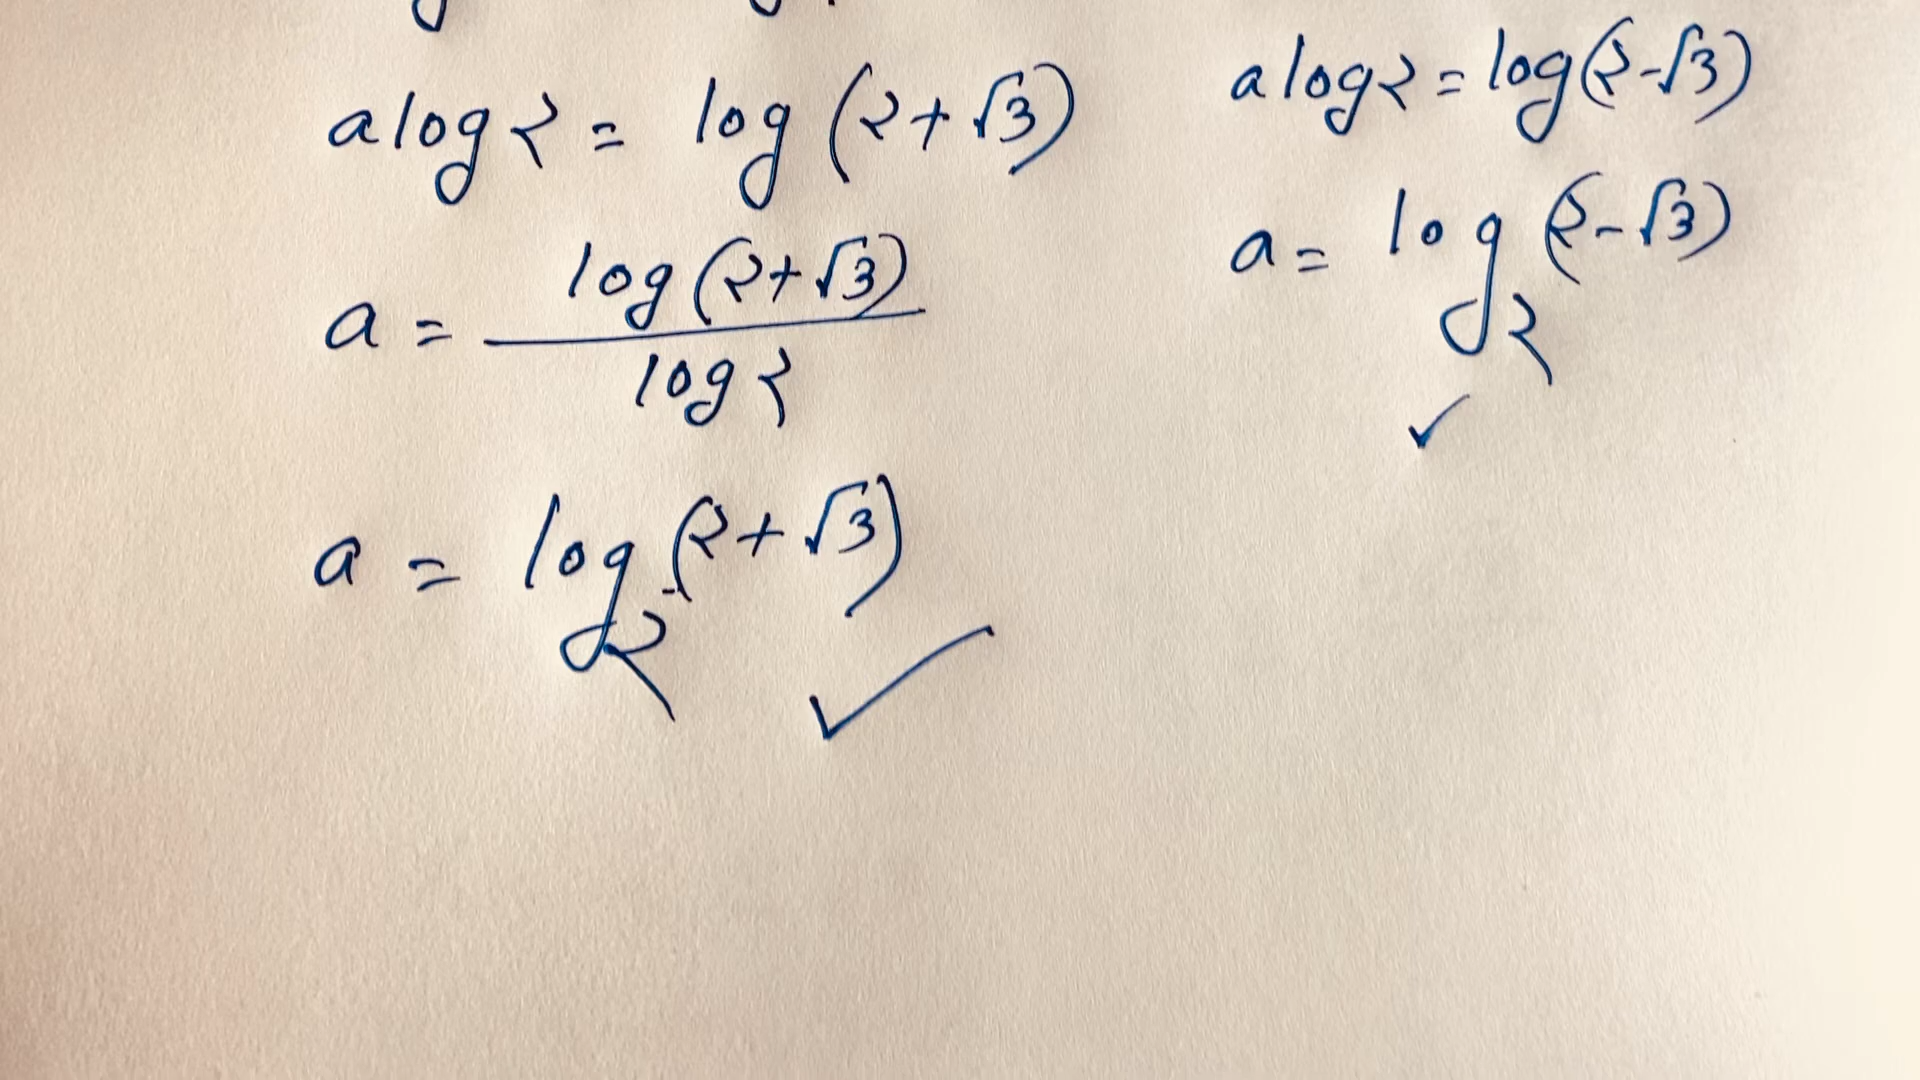 a log 2 = log (2 + √3)
a = log (2 + √3) / log 2
a = log₂ (2 + √3) ✓
a log 2 = log (2 - √3)
a = log₂ (2 - √3)
✓